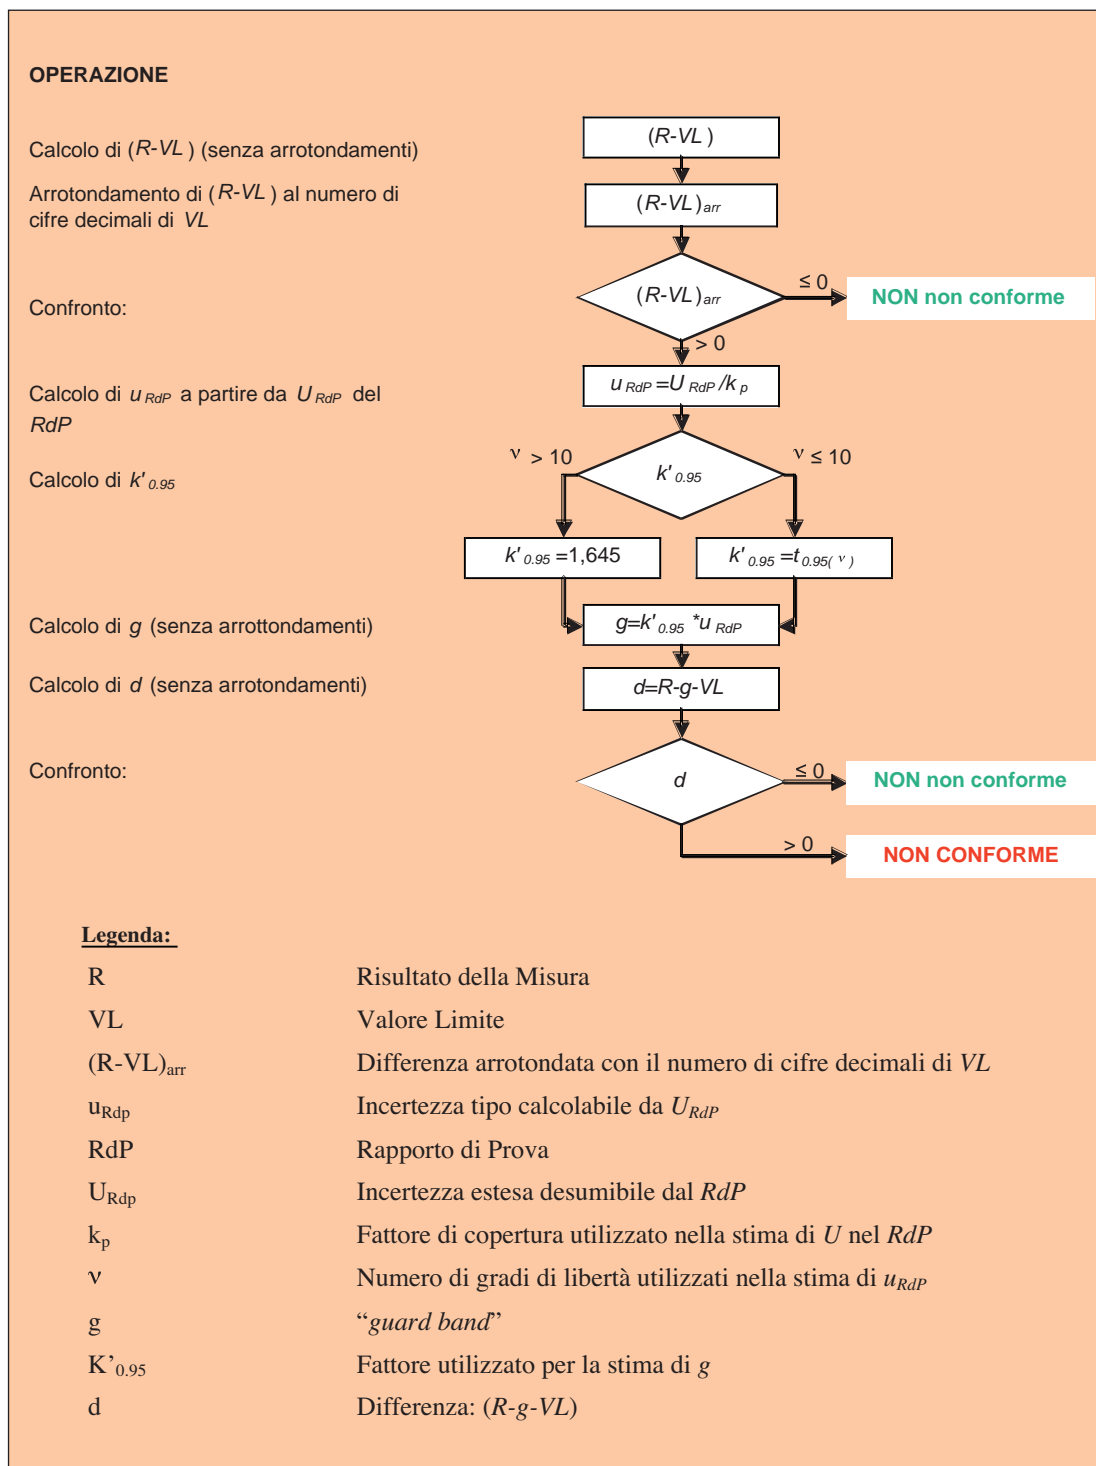 OPERAZIONE
Calcolo di (R-VL) (senza arrotondamenti)
(R-VL)
Arrotondamento di (R-VL) al numero di
cifre decimali di VL
(R-VL)arr
Confronto:
(R-VL)arr
≤ 0
NON non conforme
> 0
Calcolo di u RdP a partire da U RdP del
RdP
u RdP =U RdP /k p
Calcolo di k' 0.95
ν > 10
k' 0.95
ν ≤ 10
k' 0.95 =1,645
k' 0.95 =t 0.95( ν )
Calcolo di g (senza arrottondamenti)
g=k' 0.95 *u RdP
Calcolo di d (senza arrotondamenti)
d=R-g-VL
Confronto:
d
≤ 0
NON non conforme
> 0
NON CONFORME
Legenda:
R Risultato della Misura
VL Valore Limite
(R-VL)arr Differenza arrotondata con il numero di cifre decimali di VL
uRdp Incertezza tipo calcolabile da URdP
RdP Rapporto di Prova
URdp Incertezza estesa desumibile dal RdP
kp Fattore di copertura utilizzato nella stima di U nel RdP
ν Numero di gradi di libertà utilizzati nella stima di uRdP
g “guard band”
K’0.95 Fattore utilizzato per la stima di g
d Differenza: (R-g-VL)